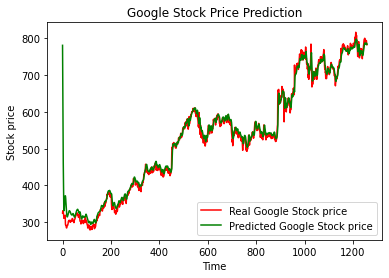 Google Stock Price Prediction
Stock price
800
700
600
500
400
300
Real Google Stock price
Predicted Google Stock price
0 200 400 600 800 1000 1200
Time